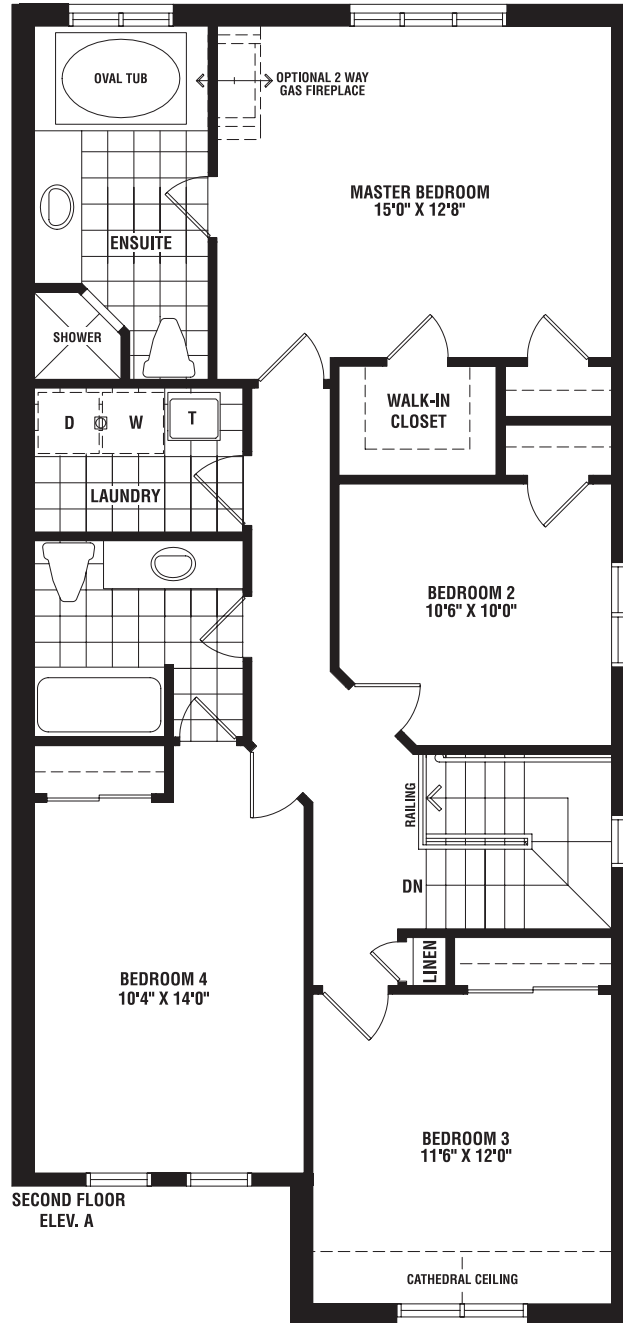 OVAL TUB
OPTIONAL 2 WAY
GAS FIREPLACE
MASTER BEDROOM
15'0" X 12'8"
ENSUITE
SHOWER
WALK-IN
CLOSET
D
W
T
LAUNDRY
BEDROOM 2
10'6" X 10'0"
RAILING
DN
LINEN
BEDROOM 4
10'4" X 14'0"
BEDROOM 3
11'6" X 12'0"
SECOND FLOOR
ELEV. A
CATHEDRAL CEILING